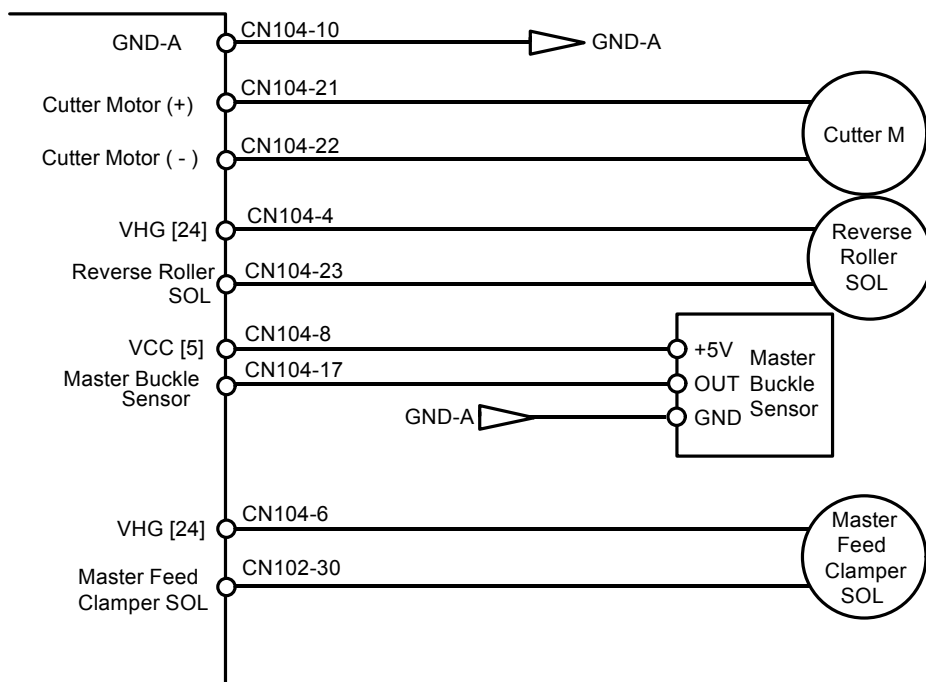 GND-A
CN104-10
GND-A
Cutter Motor (+)
CN104-21
Cutter Motor ( - )
CN104-22
Cutter M
VHG [24]
CN104-4
Reverse Roller
SOL
CN104-23
Reverse
Roller
SOL
VCC [5]
CN104-8
+5V
Master Buckle
Sensor
CN104-17
OUT
GND-A
GND
Master
Buckle
Sensor
VHG [24]
CN104-6
Master Feed
Clamper SOL
CN102-30
Master
Feed
Clamper
SOL